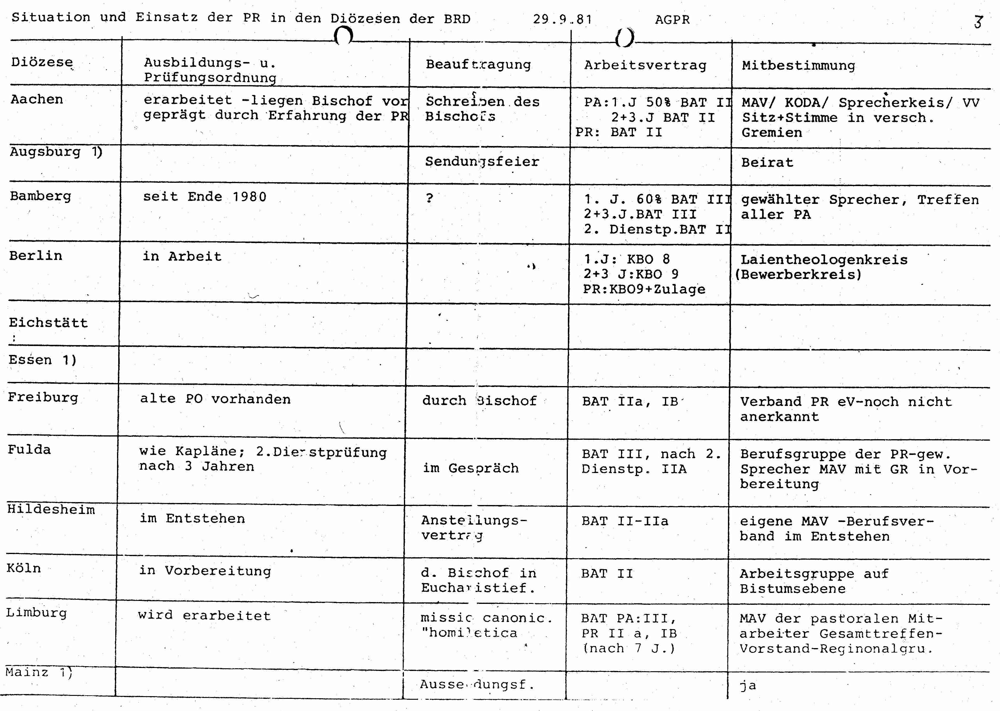 Situation und Einsatz der PR in den Diözesen der BRD 29.9.81 AGPR 3
Diözese Ausbildungs- u. Beauftragung Arbeitsvertrag Mitbestimmung
Prüfungsordnung
Aachen erarbeitet -liegen Bischof vor Schreiben des PA:1.J 50% BAT II MAV/ KODA/ Sprecherkeis/ VV
geprägt durch Erfahrung der PR Bischofs 2+3.J BAT II Sitz+Stimme in versch.
PR: BAT II Gremien
Augsburg 1)
Sendungsfeier Beirat
Bamberg seit Ende 1980 ? 1. J. 60% BAT III gewählter Sprecher, Treffen
2+3.J.BAT III aller PA
2. Dienstp.BAT II
Berlin in Arbeit 1.J: KBO 8 Laientheologenkreis
2+3 J:KBO 9 (Bewerberkreis)
PR:KBO9+Zulage
Eichstätt
Essen 1)
Freiburg alte PO vorhanden durch Bischof BAT IIa, IB Verband PR eV-noch nicht
anerkannt
Fulda wie Kapläne; 2.Dienstprüfung BAT III, nach 2. Berufsgruppe der PR-gew.
nach 3 Jahren im Gespräch Dienstp. IIA Sprecher MAV mit GR in Vor-
bereitung
Hildesheim
im Entstehen Anstellungs- BAT II-IIa eigene MAV -Berufsver-
vertrag band im Entstehen
Köln in Vorbereitung d. Bischof in BAT II Arbeitsgruppe auf
Eucharistief. Bistumsebene
Limburg wird erarbeitet missio canonic. BAT PA:III, MAV der pastoralen Mit-
"homiletica PR II a, IB arbeiter Gesamttreffen-
(nach 7 J.) Vorstand-Reginonalgru.
Mainz 1)
Aussendungsf. ja